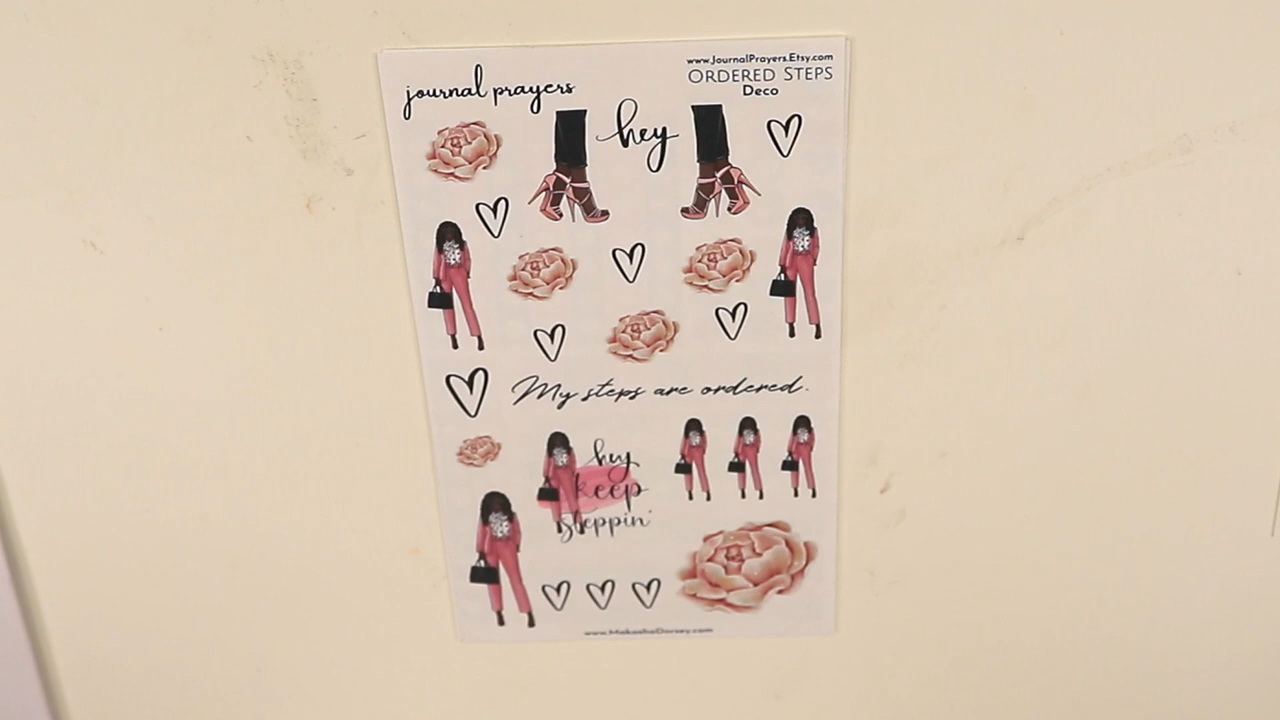 www.JournalPrayers.Etsy.com
journal prayers
ORDERED STEPS
Deco
hey
My steps are ordered.
hey
keep
steppin'
www.MakashaDorsey.com